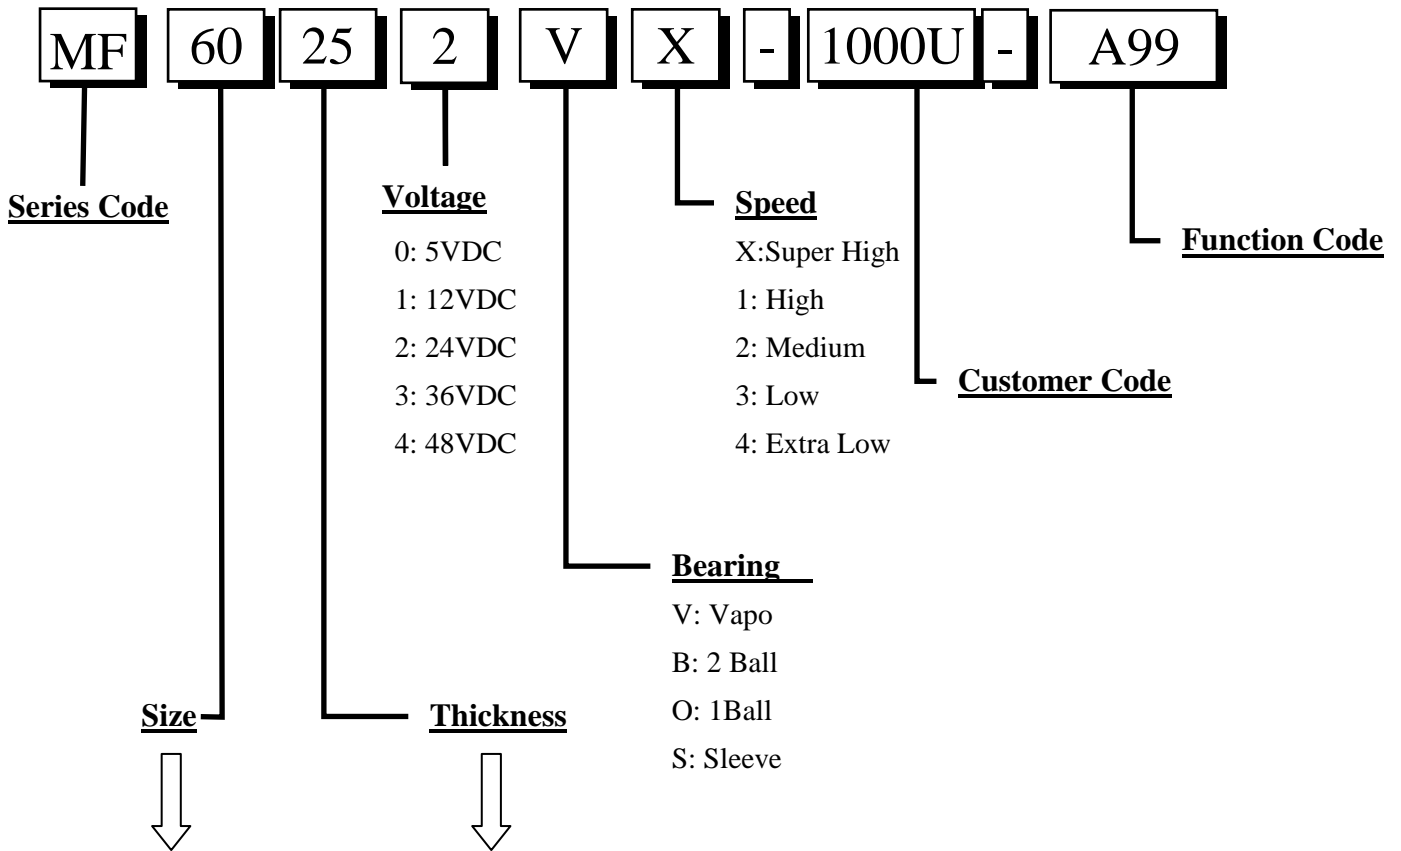 MF 60 25 2 V X - 1000U - A99
Series Code
Voltage
0: 5VDC
1: 12VDC
2: 24VDC
3: 36VDC
4: 48VDC
Speed
X:Super High
1: High
2: Medium
3: Low
4: Extra Low
Function Code
Customer Code
Bearing
V: Vapo
B: 2 Ball
O: 1Ball
S: Sleeve
Size
Thickness